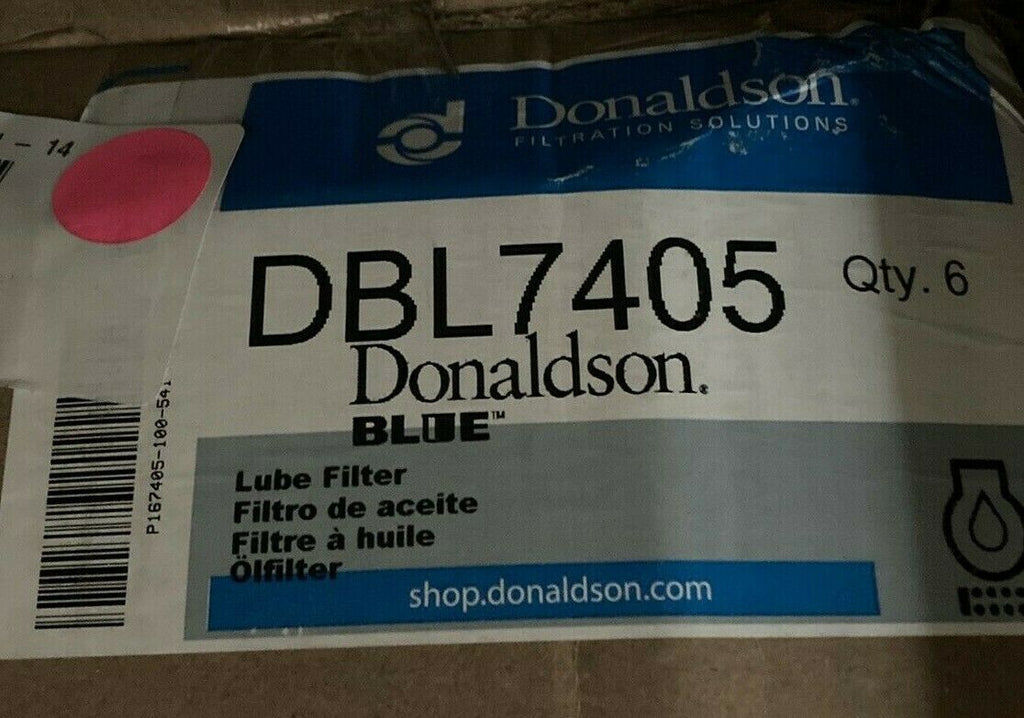 - 14
Donaldson®
FILTRATION SOLUTIONS
DBL7405
Qty. 6
Donaldson®
BLUE™
P167405-100-541
Lube Filter
Filtro de aceite
Filtre à huile
Ölfilter
shop.donaldson.com